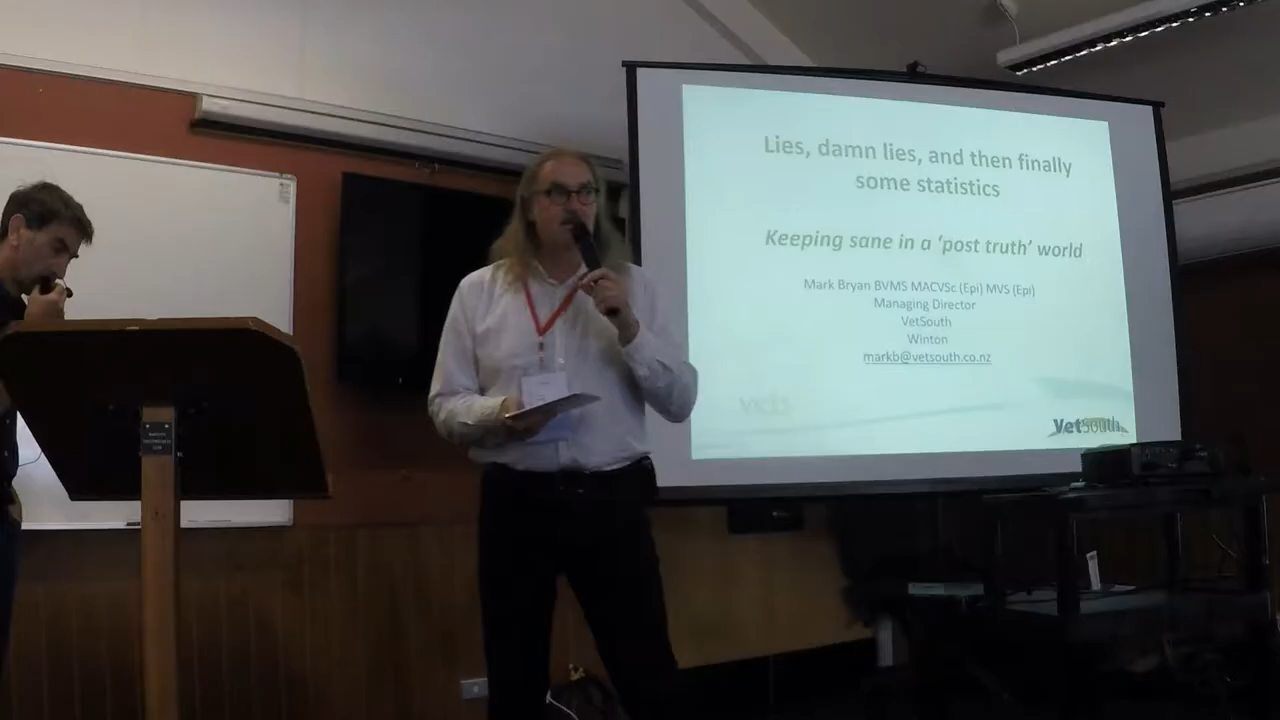 Lies, damn lies, and then finally
some statistics
Keeping sane in a 'post truth' world
Mark Bryan BVMS MACVSc (Epi) MVS (Epi)
Managing Director
VetSouth
Winton
markb@vetsouth.co.nz
VetSouth